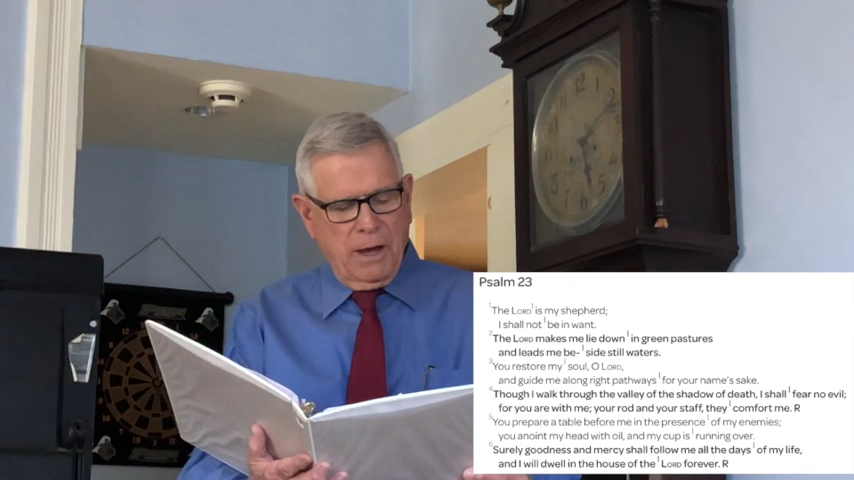 Psalm 23
1The LORD' is my shepherd;
I shall not' be in want.
2The LORD makes me lie down' in green pastures
and leads me be-' side still waters.
3You restore my' soul, O LORD,
and guide me along right pathways' for your name's sake.
4Though I walk through the valley of the shadow of death, I shall' fear no evil;
for you are with me; your rod and your staff, they' comfort me. R
5You prepare a table before me in the presence' of my enemies;
you anoint my head with oil, and my cup is' running over.
6Surely goodness and mercy shall follow me all the days' of my life,
and I will dwell in the house of the' LORD forever. R